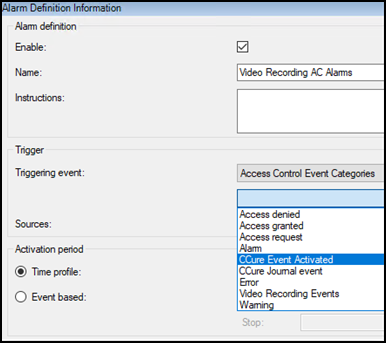 Alarm Definition Information
Alarm definition
Enable:
Name: Video Recording AC Alarms
Instructions:
Trigger
Triggering event: Access Control Event Categories
Sources:
Access denied
Access granted
Access request
Alarm
CCure Event Activated
CCure Journal event
Error
Video Recording Events
Warning
Activation period
Time profile:
Event based:
Stop: